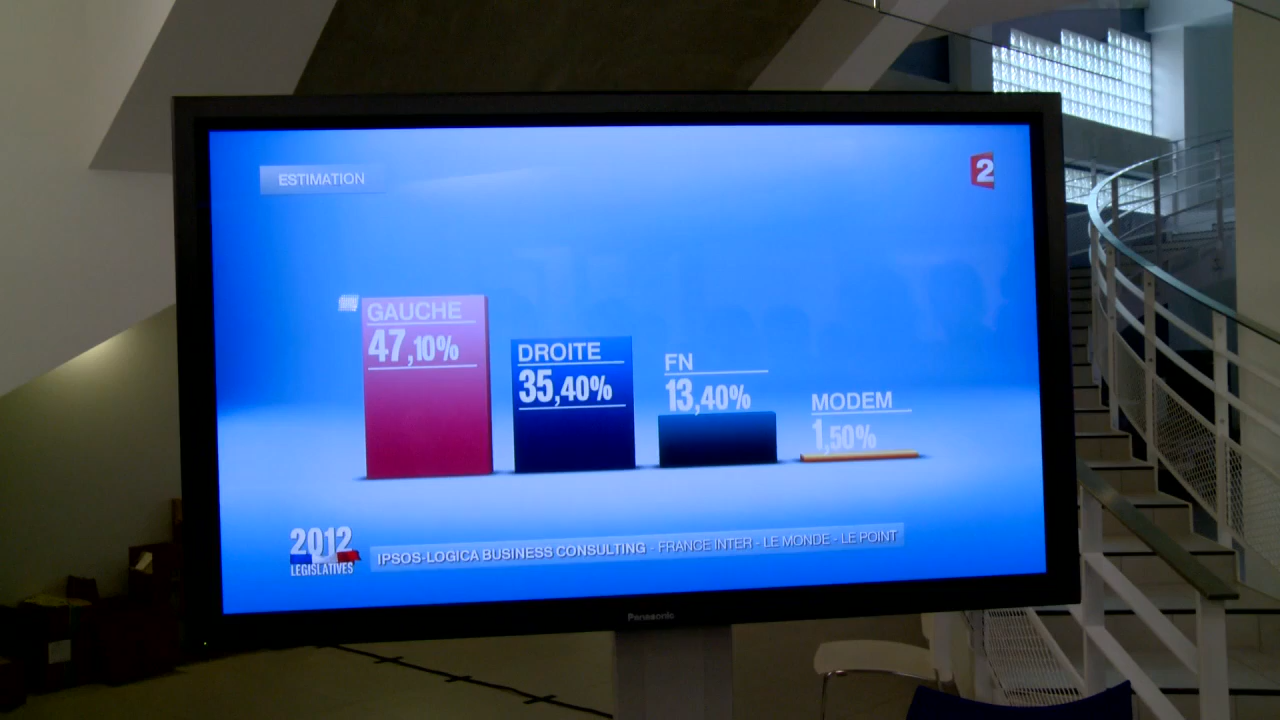 ESTIMATION
2
GAUCHE
47,10%
DROITE
35,40%
FN
13,40%
MODEM
1,50%
2012
LEGISLATIVES
IPSOS-LOGICA BUSINESS CONSULTING - FRANCE INTER - LE MONDE - LE POINT
Panasonic